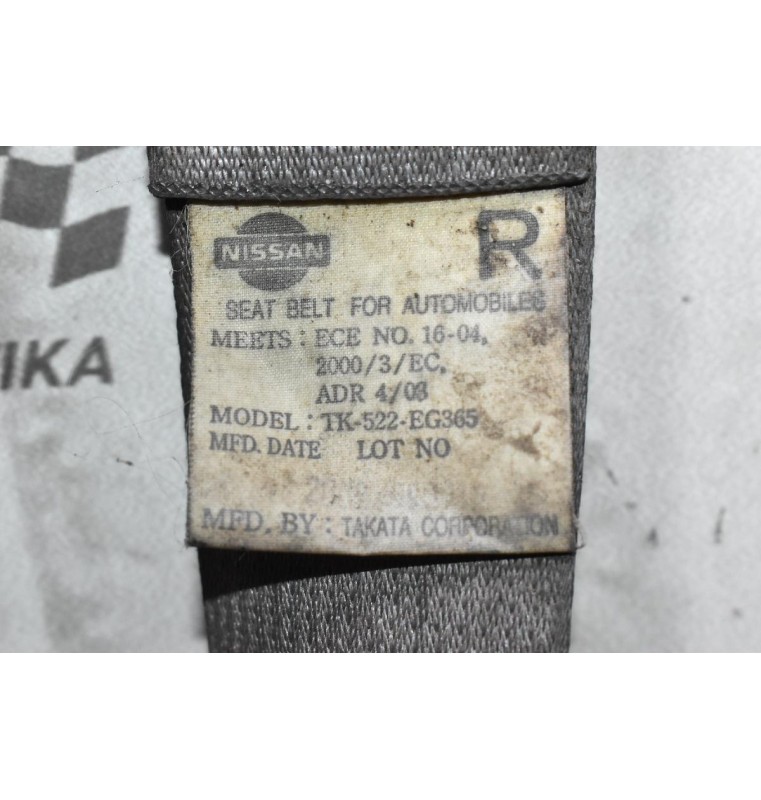 NISSAN R
SEAT BELT FOR AUTOMOBILES
MEETS : ECE NO. 16-04,
2000/3/EC,
ADR 4/03
MODEL : TK-522-EG365
MFD. DATE LOT NO
MFD. BY : TAKATA CORPORATION
IKA